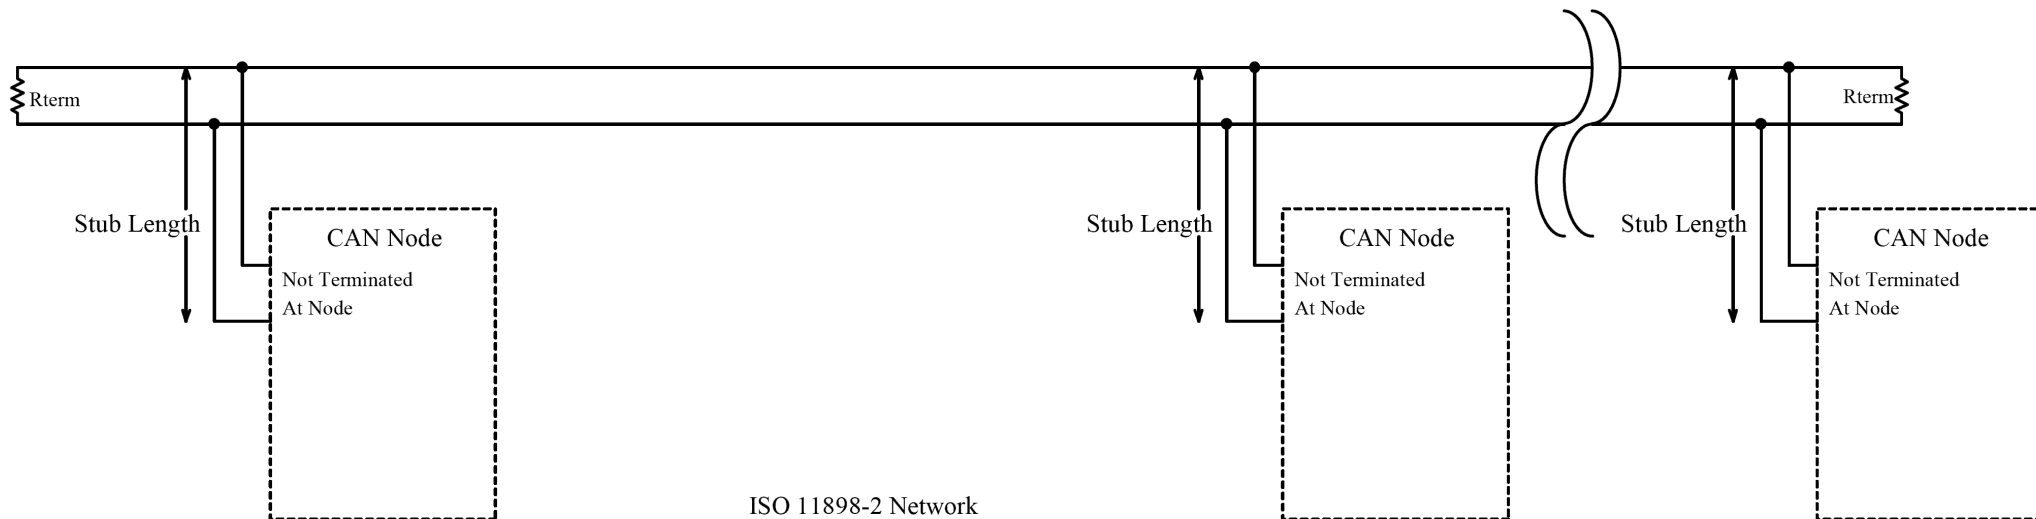 Rterm
Rterm
Stub Length
CAN Node
Not Terminated
At Node
Stub Length
CAN Node
Not Terminated
At Node
Stub Length
CAN Node
Not Terminated
At Node
ISO 11898-2 Network